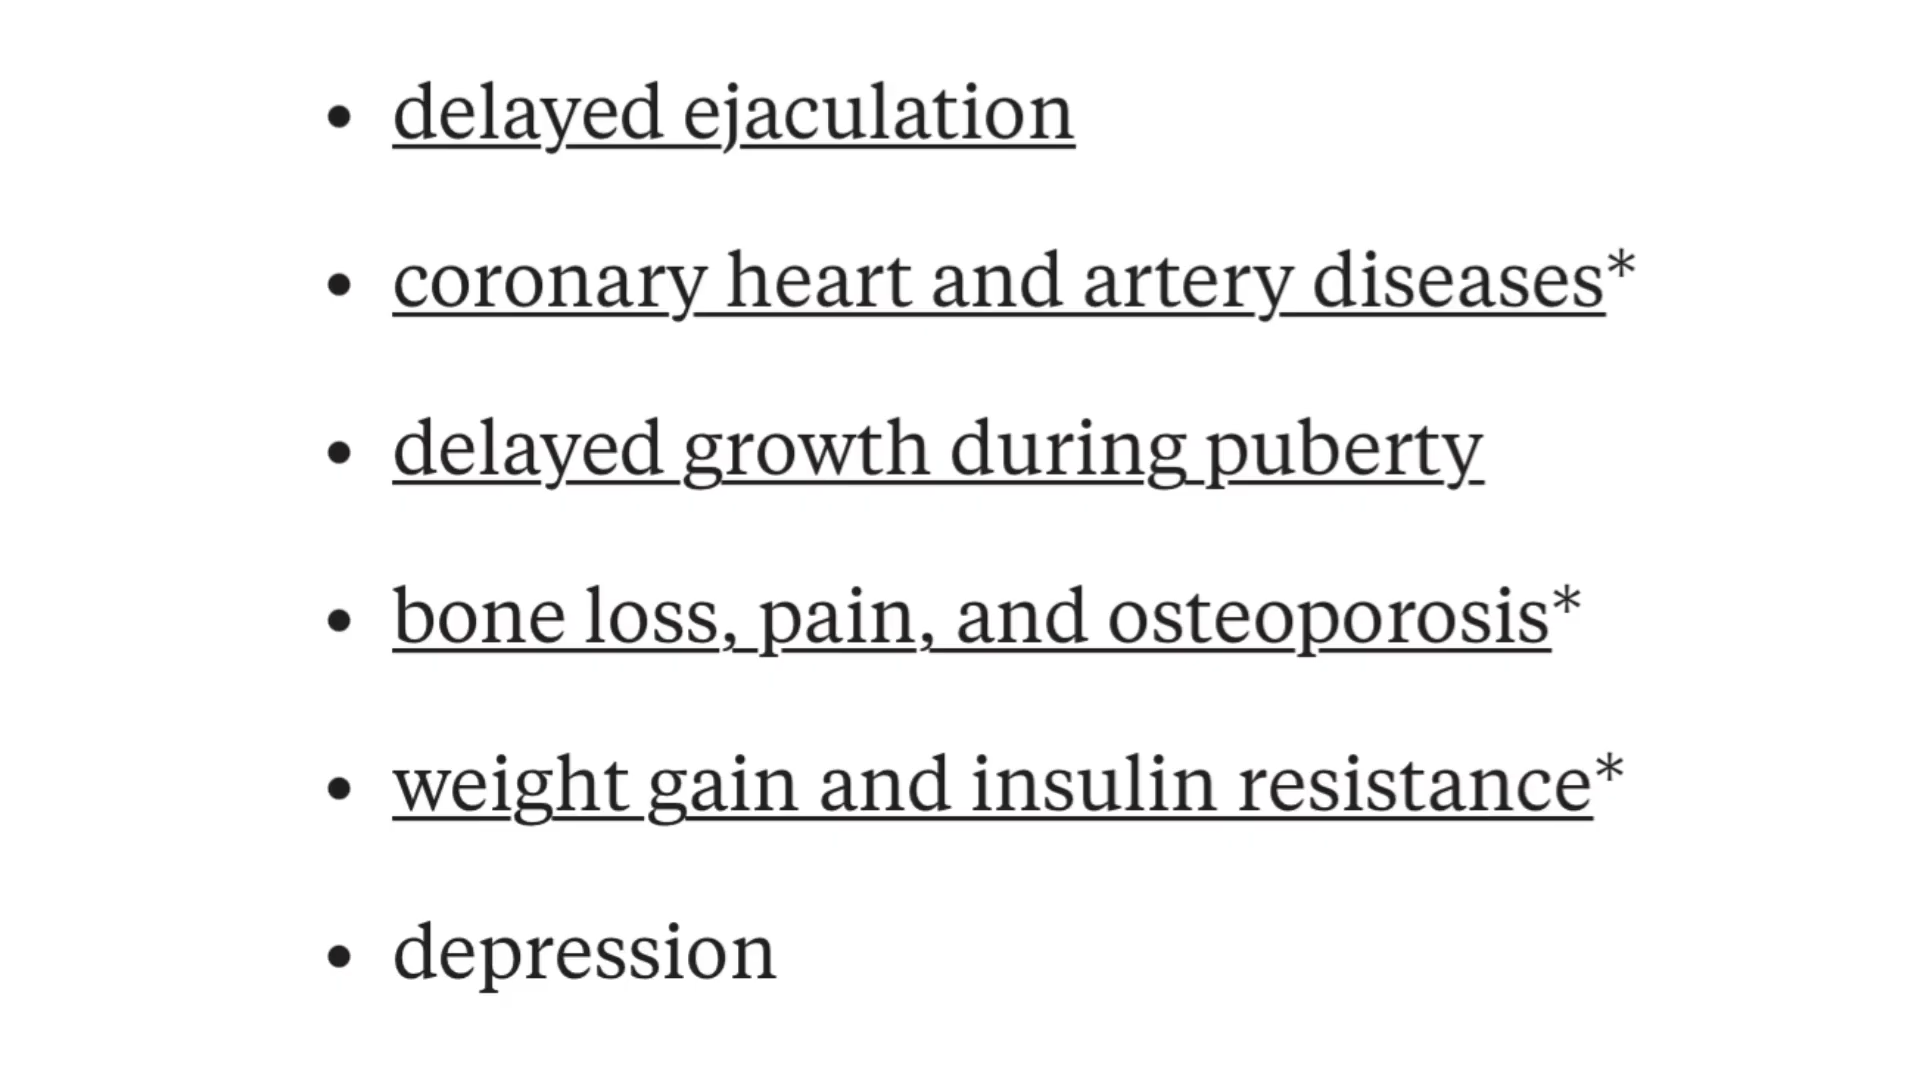 • delayed ejaculation
• coronary heart and artery diseases*
• delayed growth during puberty
• bone loss, pain, and osteoporosis*
• weight gain and insulin resistance*
• depression